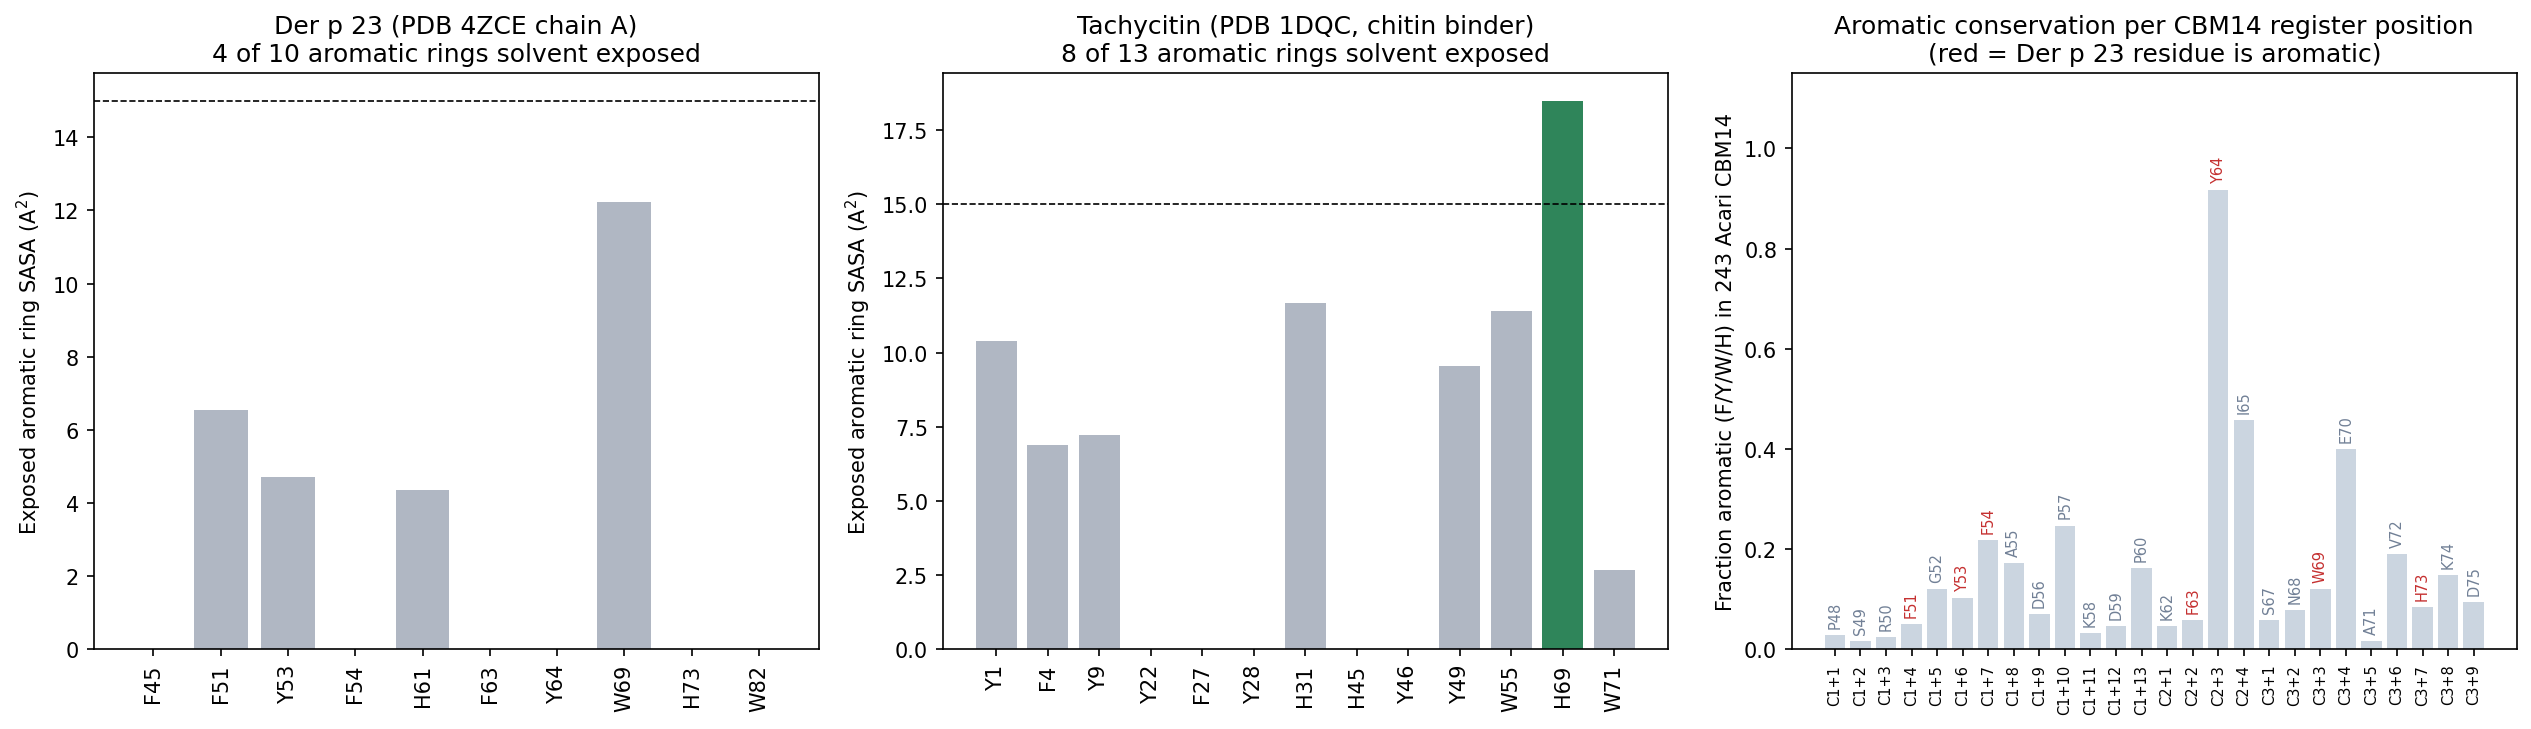 Der p 23 (PDB 4ZCE chain A)
4 of 10 aromatic rings solvent exposed
Exposed aromatic ring SASA (A²)
14
12
10
8
6
4
2
0
F45
F51
Y53
F54
H61
F63
Y64
W69
H73
W82
Tachycitin (PDB 1DQC, chitin binder)
8 of 13 aromatic rings solvent exposed
Exposed aromatic ring SASA (A²)
17.5
15.0
12.5
10.0
7.5
5.0
2.5
0.0
Y1
F4
Y9
Y22
F27
Y28
H31
H45
Y46
Y49
W55
H69
W71
Aromatic conservation per CBM14 register position
(red = Der p 23 residue is aromatic)
Fraction aromatic (F/Y/W/H) in 243 Acari CBM14
1.0
0.8
0.6
0.4
0.2
0.0
P48
S49
R50
F51
G52
Y53
F54
A55
D56
P57
K58
D59
P60
K62
F63
Y64
I65
S67
N68
W69
E70
A71
V72
H73
K74
D75
C1+1
C1+2
C1+3
C1+4
C1+5
C1+6
C1+7
C1+8
C1+9
C1+10
C1+11
C1+12
C1+13
C2+1
C2+2
C2+3
C2+4
C3+1
C3+2
C3+3
C3+4
C3+5
C3+6
C3+7
C3+8
C3+9